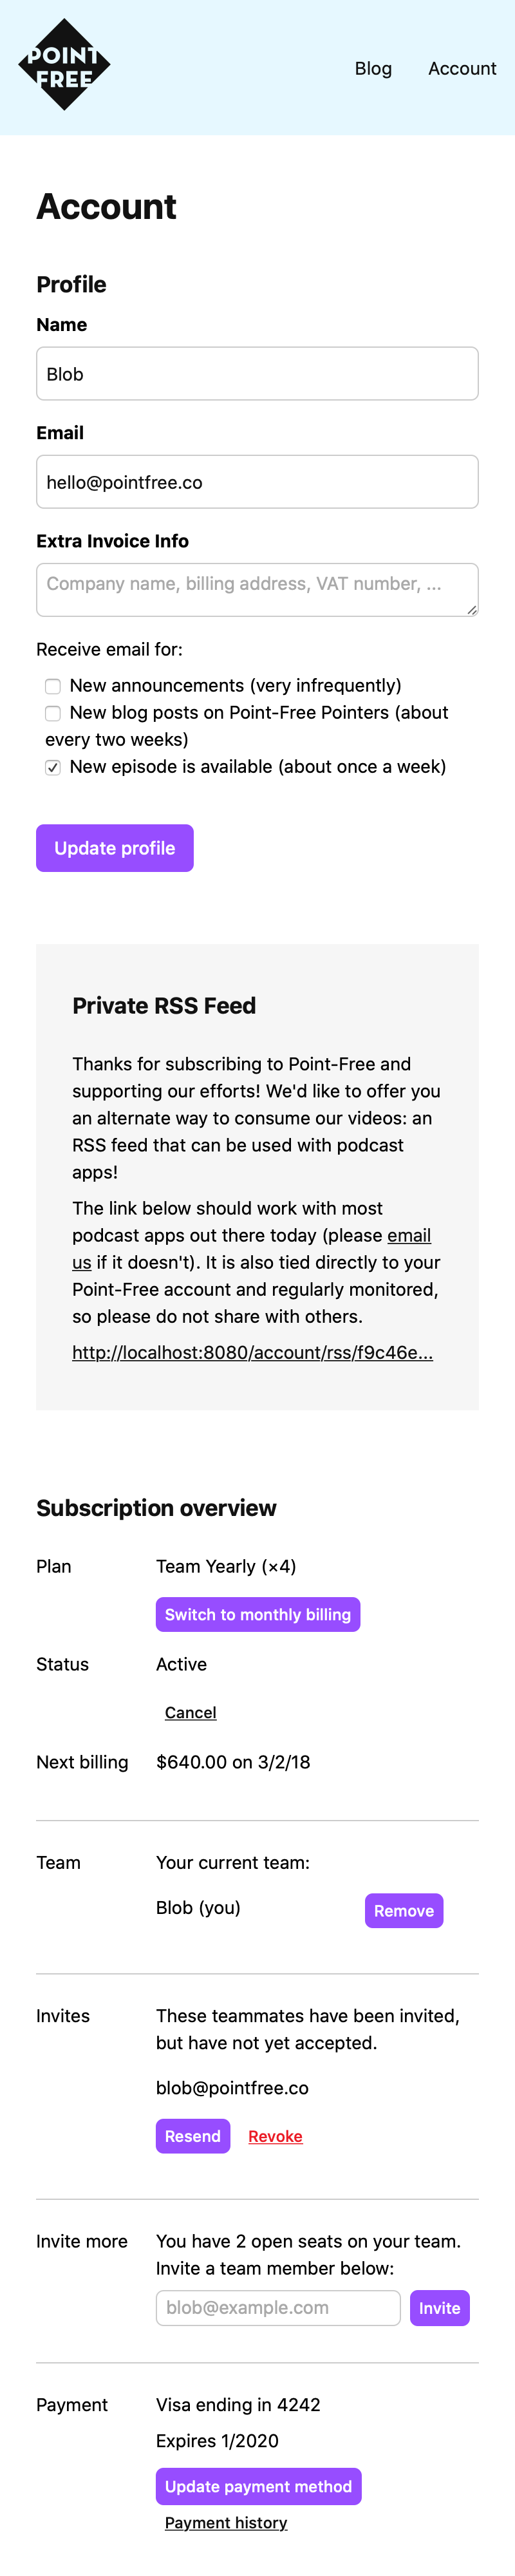 POINT
FREE
Blog
Account
Account
Profile
Name
Blob
Email
hello@pointfree.co
Extra Invoice Info
Company name, billing address, VAT number, ...
Receive email for:
New announcements (very infrequently)
New blog posts on Point-Free Pointers (about
every two weeks)
New episode is available (about once a week)
Update profile
Private RSS Feed
Thanks for subscribing to Point-Free and
supporting our efforts! We'd like to offer you
an alternate way to consume our videos: an
RSS feed that can be used with podcast
apps!
The link below should work with most
podcast apps out there today (please email
us if it doesn't). It is also tied directly to your
Point-Free account and regularly monitored,
so please do not share with others.
http://localhost:8080/account/rss/f9c46e...
Subscription overview
Plan
Team Yearly (×4)
Switch to monthly billing
Status
Active
Cancel
Next billing
$640.00 on 3/2/18
Team
Your current team:
Blob (you)
Remove
Invites
These teammates have been invited,
but have not yet accepted.
blob@pointfree.co
Resend
Revoke
Invite more
You have 2 open seats on your team.
Invite a team member below:
blob@example.com
Invite
Payment
Visa ending in 4242
Expires 1/2020
Update payment method
Payment history